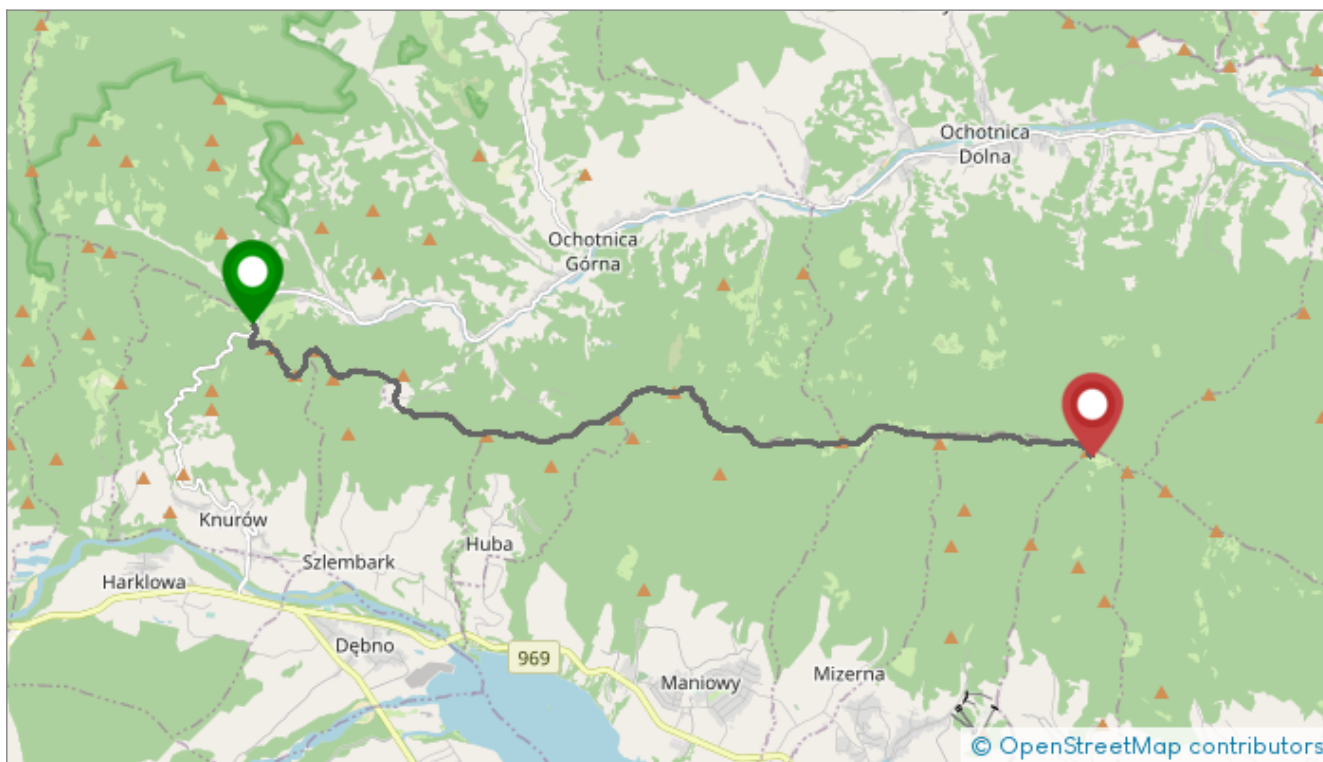 Ochotnica
Dolna
Ochotnica
Górna
Knurów
Huba
Szlembark
Harklowa
Dębno
969
Maniowy
Mizerna
© OpenStreetMap contributors